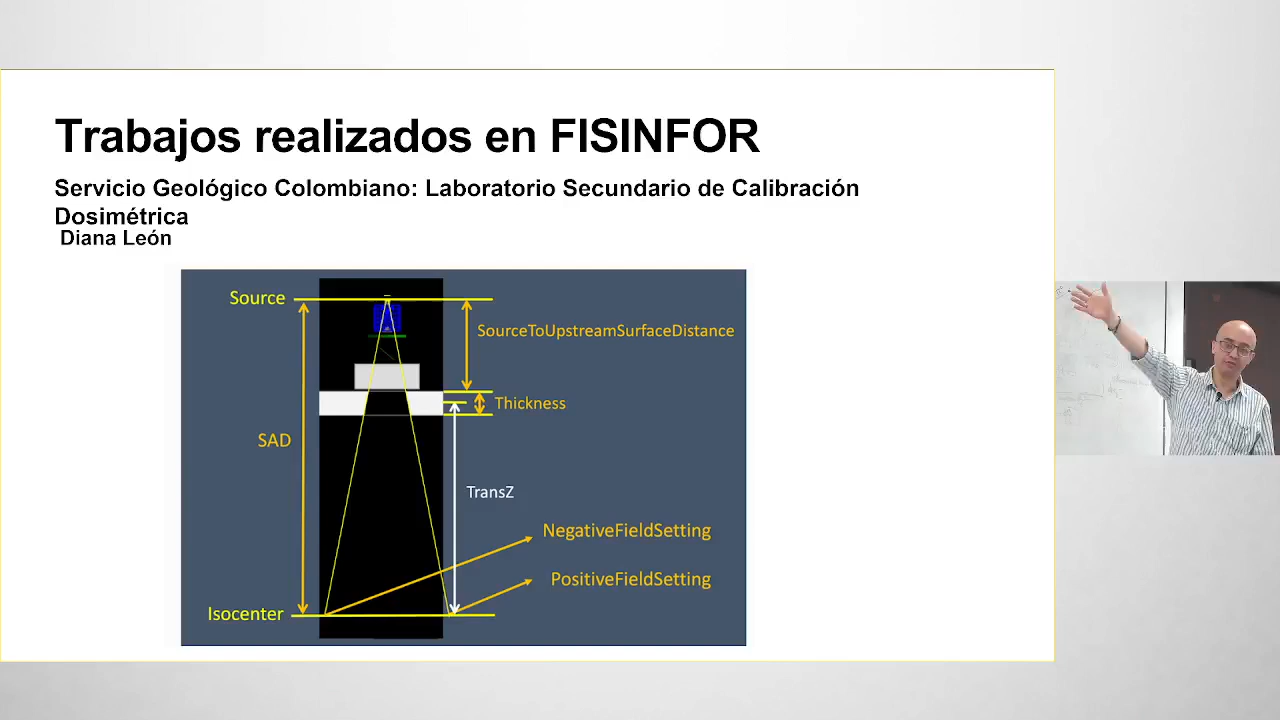 Trabajos realizados en FISINFOR
Servicio Geológico Colombiano: Laboratorio Secundario de Calibración
Dosimétrica
Diana León
Source
SourceToUpstreamSurfaceDistance
Thickness
SAD
TransZ
NegativeFieldSetting
PositiveFieldSetting
Isocenter